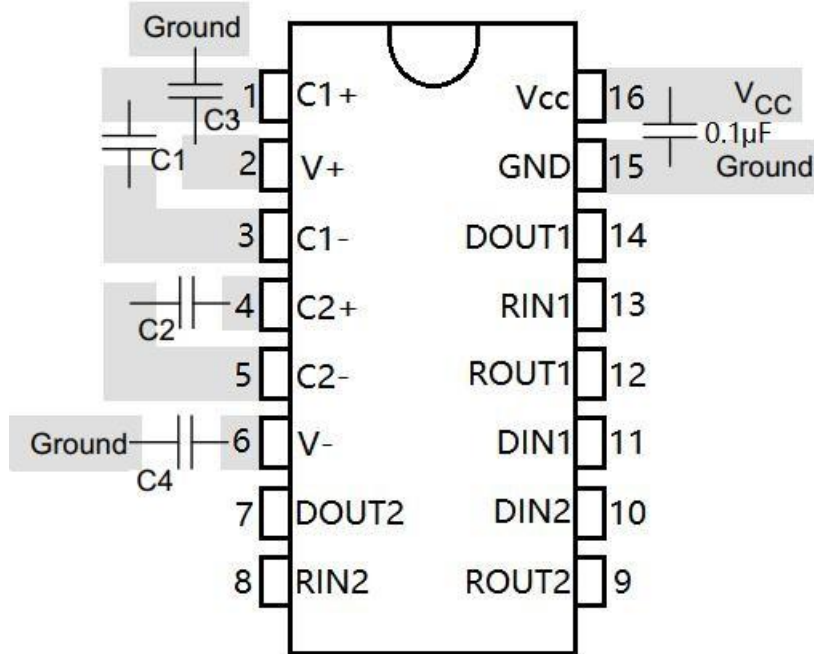 Ground
1 C1+ Vcc 16 VCC
C3
C1 0.1µF
2 V+ GND 15 Ground
3 C1- DOUT1 14
4 C2+ RIN1 13
C2
5 C2- ROUT1 12
Ground 6 V- DIN1 11
C4
7 DOUT2 DIN2 10
8 RIN2 ROUT2 9